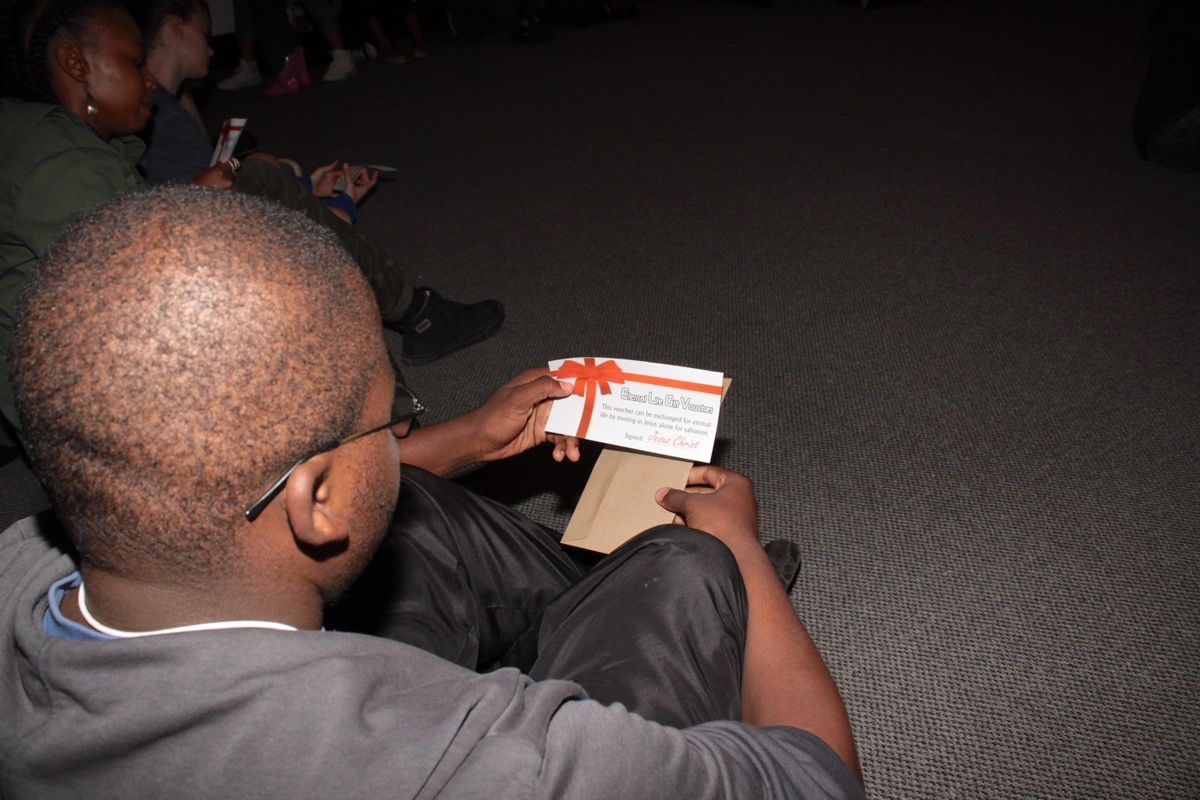 Eternal Life Gift Voucher
This voucher can be exchanged for eternal
life by trusting in Jesus alone for salvation
Signed: Jesus Christ